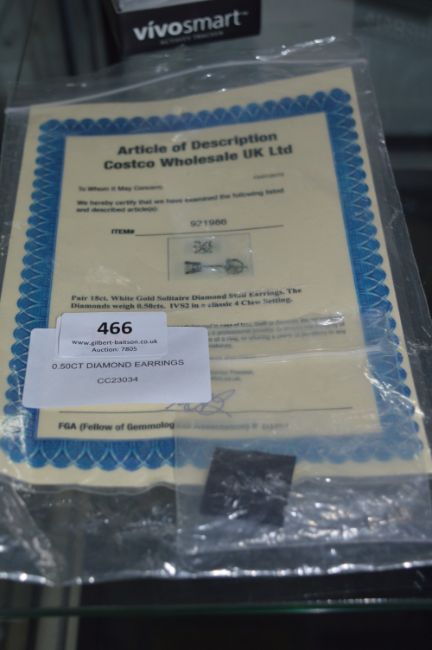 vívosmart™
ACTIVITY TRACKER
Article of Description
Costco Wholesale UK Ltd
To Whom it May Concern:
We hereby certify that we have examined the following listed
and described article(s):
ITEM# 921986
Pair 18ct. White Gold Solitaire Diamond Stud Earrings. The
Diamonds weigh 0.50cts. IVS2 in a classic 4 Claw Setting.
466
www.gilbert-baitson.co.uk
Auction: 7805
0.50CT DIAMOND EARRINGS
CC23034
FGA (Fellow of Gemmological Association) #